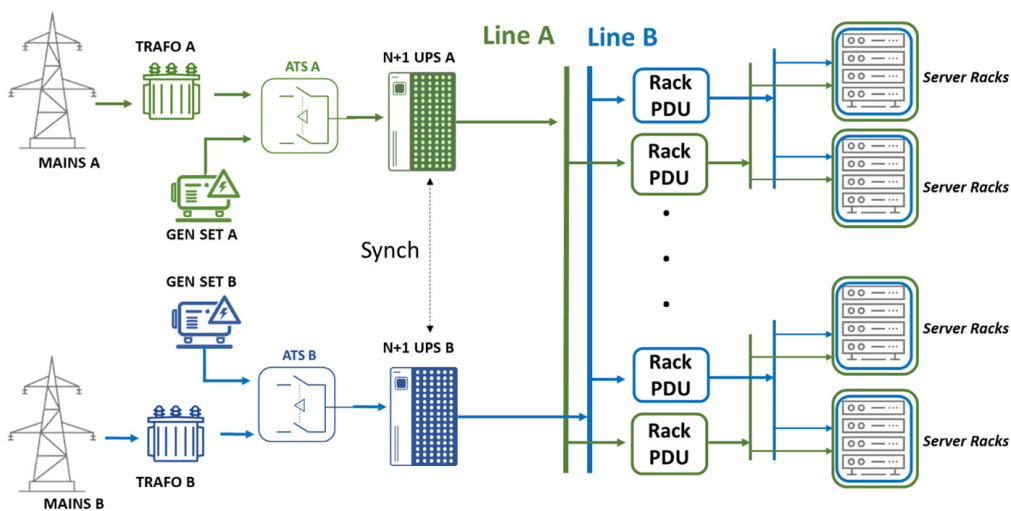 Line A
Line B
TRAFO A
ATS A
N+1 UPS A
MAINS A
GEN SET A
Rack
PDU
Server Racks
Rack
PDU
Server Racks
Synch
GEN SET B
ATS B
N+1 UPS B
TRAFO B
MAINS B
Rack
PDU
Server Racks
Rack
PDU
Server Racks